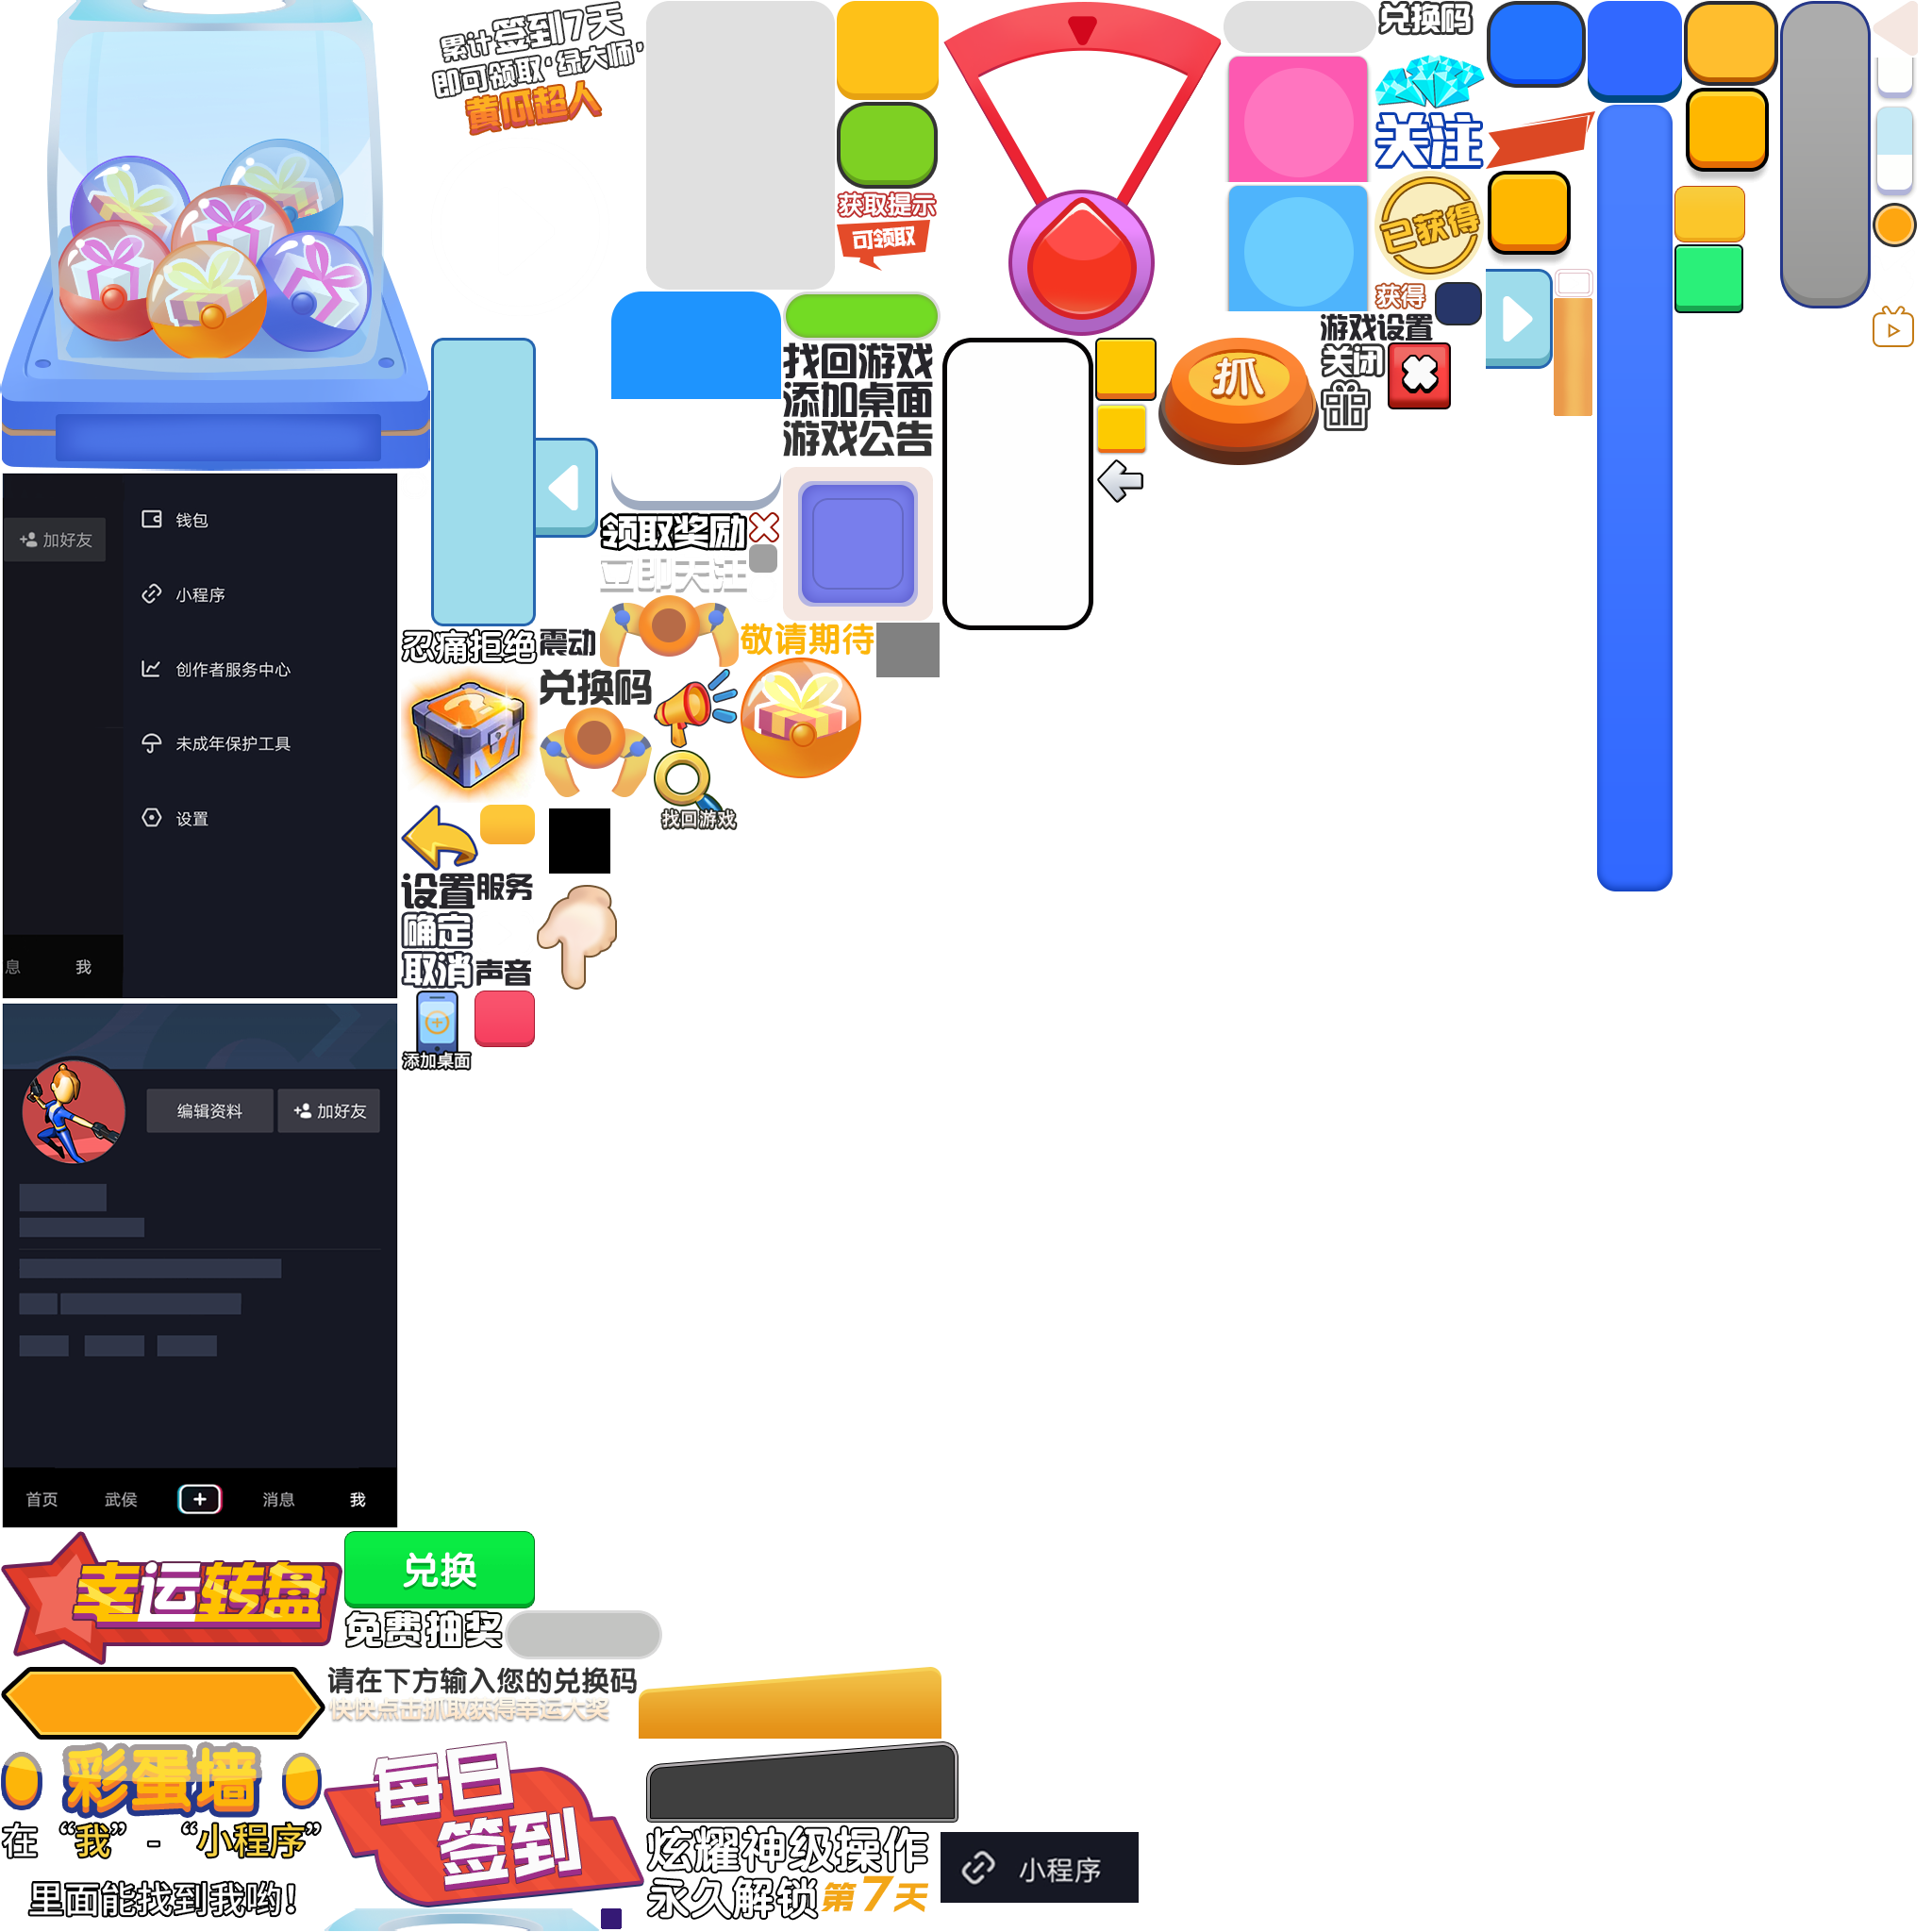 累计签到7天
即可领取‘绿大师’
黄瓜超人
获取提示
可领取
兑换码
关注
已获得
获得
游戏设置
关闭
抓
找回游戏
添加桌面
游戏公告
领取奖励
立即关注
钱包
加好友
小程序
创作者服务中心
未成年保护工具
设置
息
我
忍痛拒绝
震动
敬请期待
兑换码
找回游戏
设置
服务
确定
取消
声音
添加桌面
编辑资料
加好友
首页
武侯
消息
我
幸运转盘
兑换
免费抽奖
请在下方输入您的兑换码
快快点击抓取获得幸运大奖
彩蛋墙
在“我”-“小程序”
里面能找到我哟！
每日
签到
炫耀神级操作
永久解锁
第7天
小程序